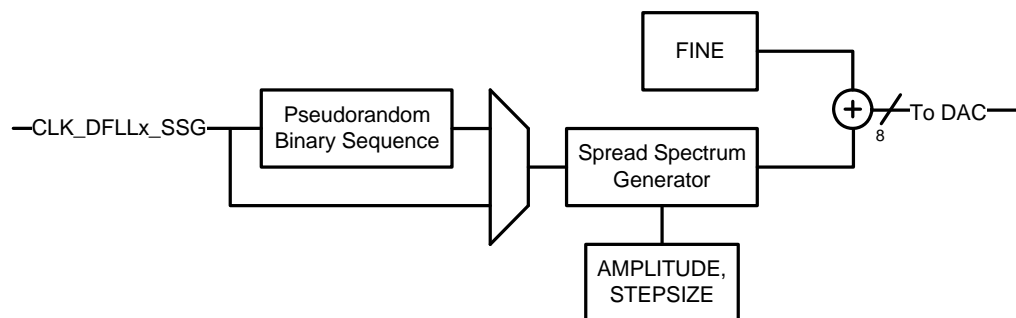 FINE
CLK_DFLLx_SSG
Pseudorandom
Binary Sequence
Spread Spectrum
Generator
+
8
To DAC
AMPLITUDE,
STEPSIZE